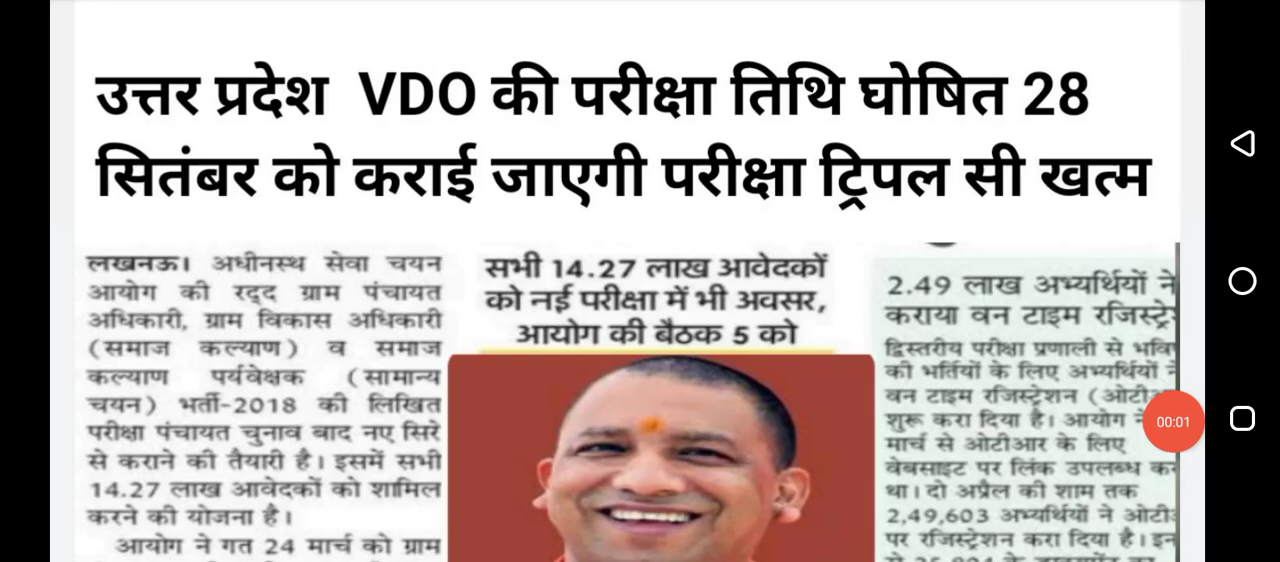 उत्तर प्रदेश VDO की परीक्षा तिथि घोषित 28
सितंबर को कराई जाएगी परीक्षा ट्रिपल सी खत्म
लखनऊ। अधीनस्थ सेवा चयन
आयोग की रद्द ग्राम पंचायत
अधिकारी, ग्राम विकास अधिकारी
(समाज कल्याण) व समाज
कल्याण पर्यवेक्षक (सामान्य
चयन) भर्ती-2018 की लिखित
परीक्षा पंचायत चुनाव बाद नए सिरे
से कराने की तैयारी है। इसमें सभी
14.27 लाख आवेदकों को शामिल
करने की योजना है।
आयोग ने गत 24 मार्च को ग्राम
सभी 14.27 लाख आवेदकों
को नई परीक्षा में भी अवसर,
आयोग की बैठक 5 को
2.49 लाख अभ्यर्थियों ने
कराया वन टाइम रजिस्ट्रे
द्विस्तरीय परीक्षा प्रणाली से
की भर्तियों के लिए अभ्यर्थियों
वन टाइम रजिस्ट्रेशन
शुरू करा दिया है। आयोग
मार्च से ओटीआर के लिए
वेबसाइट पर लिंक उपलब्ध
था। दो अप्रैल की शाम तक
2,49,603 अभ्यर्थियों ने
पर रजिस्ट्रेशन करा दिया है।
00:01